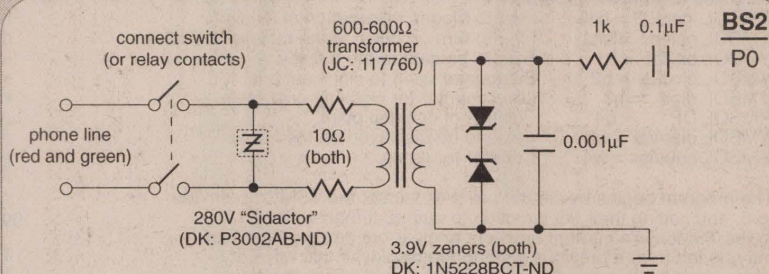 600-600Ω
transformer
(JC: 117760)
connect switch
(or relay contacts)
1k
0.1µF
BS2
P0
phone line
(red and green)
10Ω
(both)
0.001µF
280V “Sidactor”
(DK: P3002AB-ND)
3.9V zeners (both)
DK: 1N5228BCT-ND